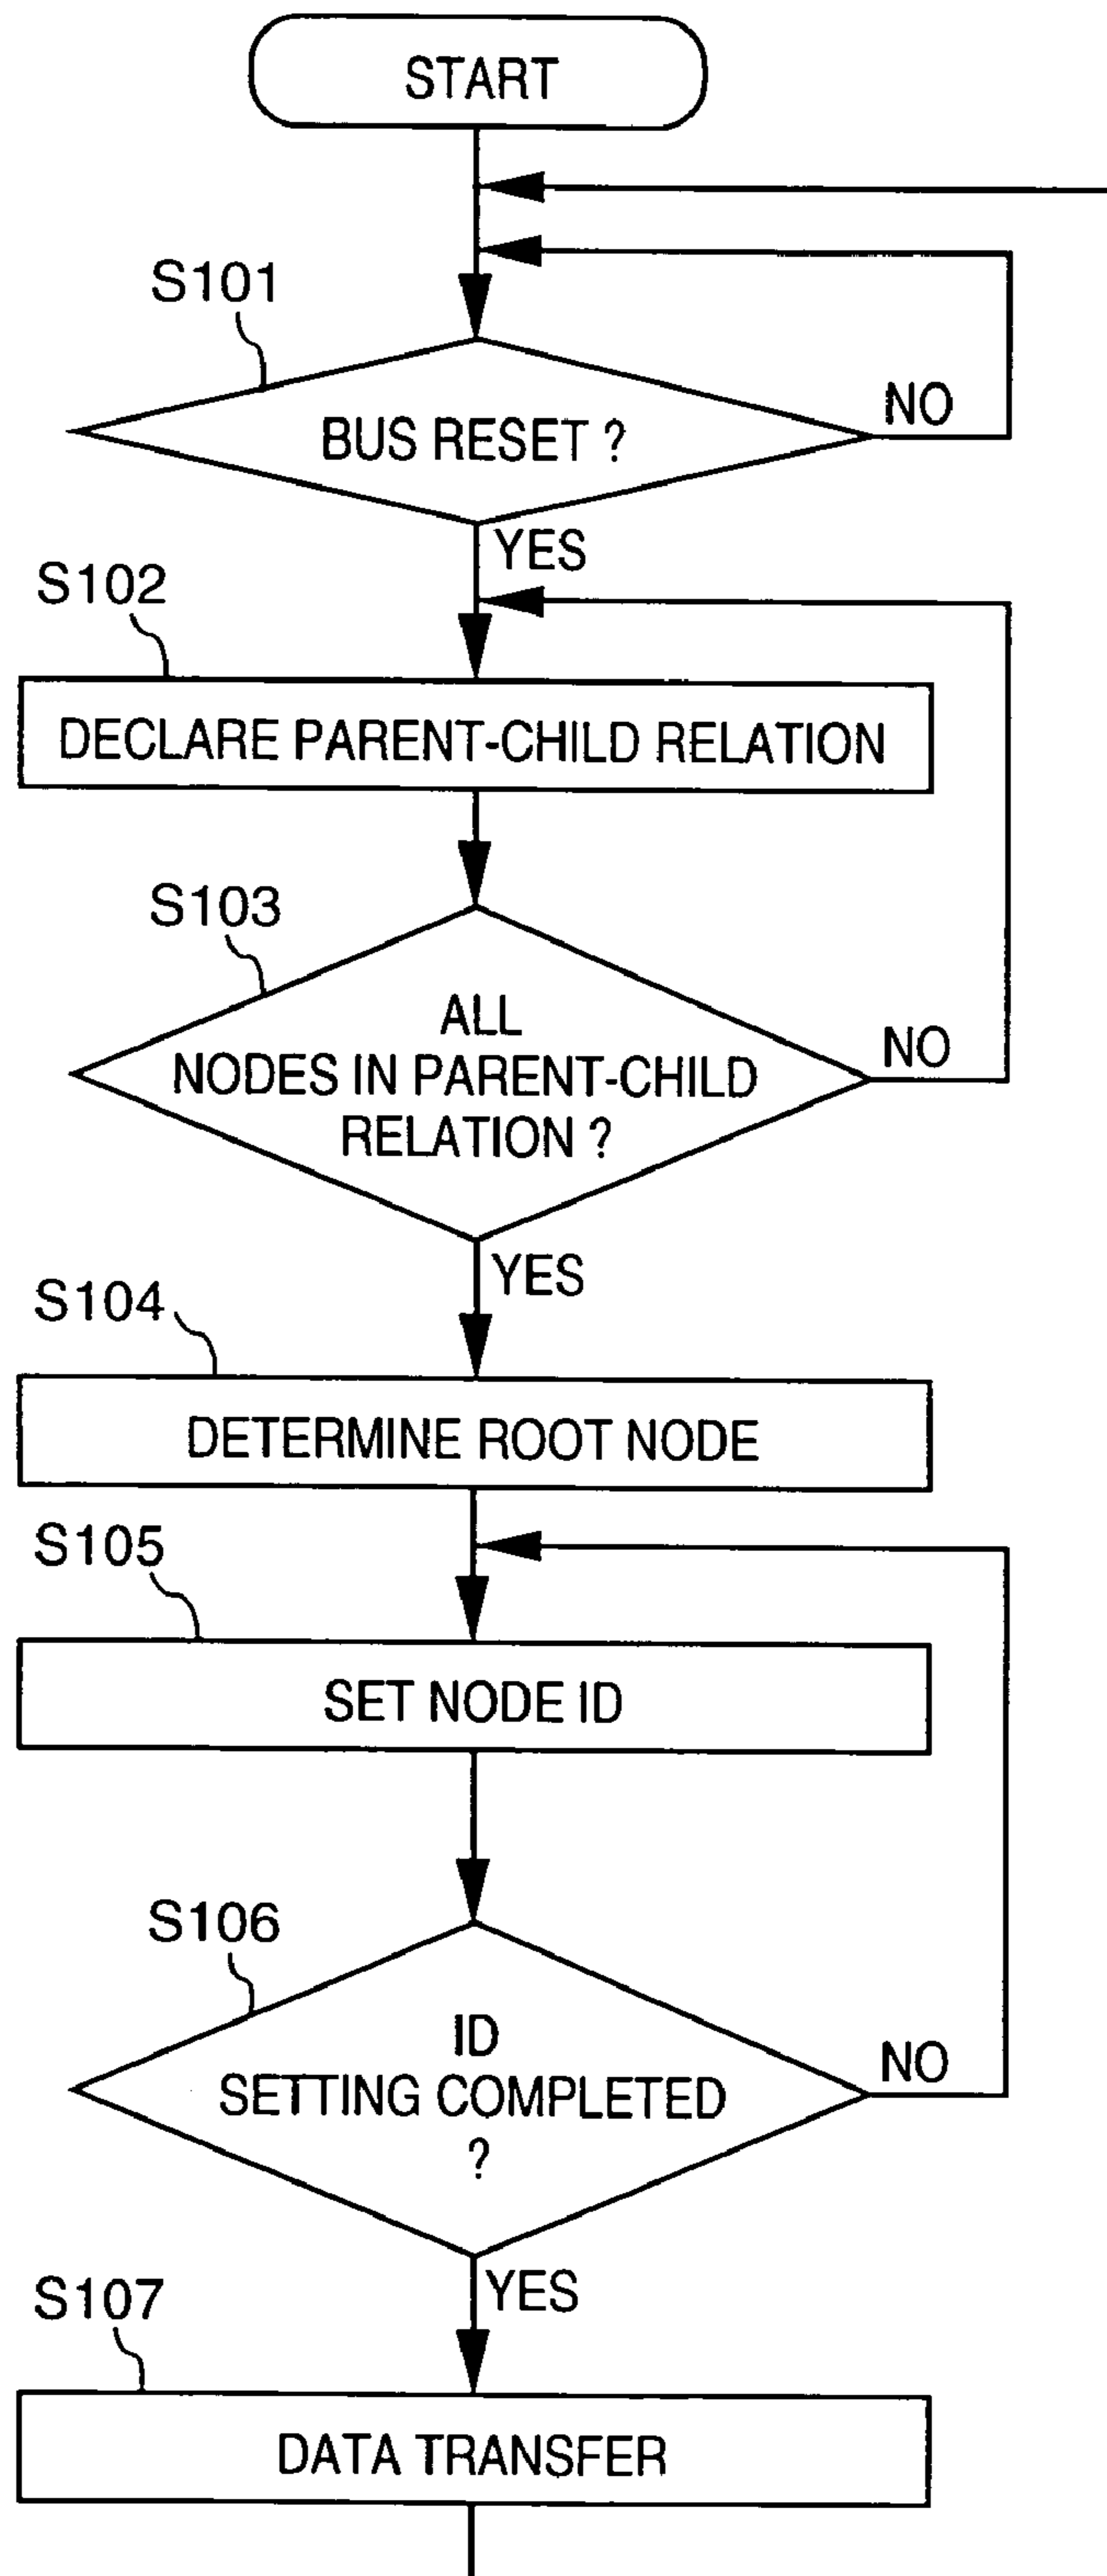 START
S101
BUS RESET ?
NO
YES
S102
DECLARE PARENT-CHILD RELATION
S103
ALL
NODES IN PARENT-CHILD
RELATION ?
NO
YES
S104
DETERMINE ROOT NODE
S105
SET NODE ID
S106
ID
SETTING COMPLETED
?
NO
YES
S107
DATA TRANSFER